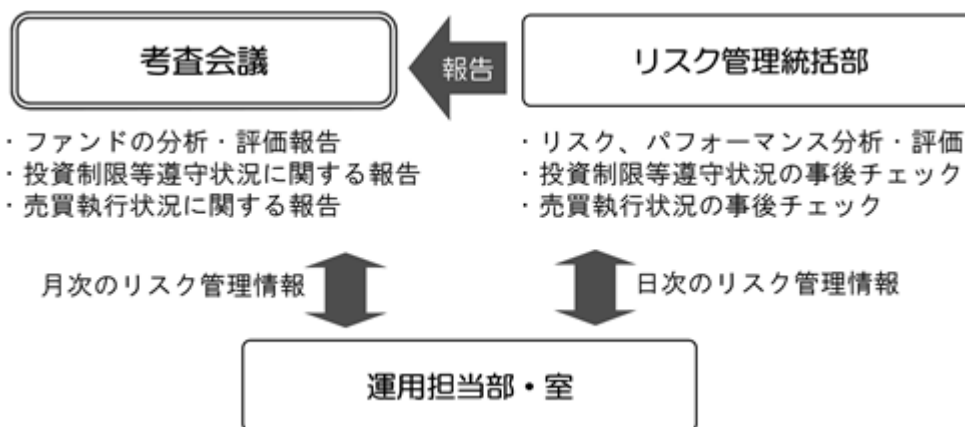 考査会議
報告
リスク管理統括部
・ファンドの分析・評価報告
・投資制限等遵守状況に関する報告
・売買執行状況に関する報告
・リスク、パフォーマンス分析・評価
・投資制限等遵守状況の事後チェック
・売買執行状況の事後チェック
月次のリスク管理情報
日次のリスク管理情報
運用担当部・室